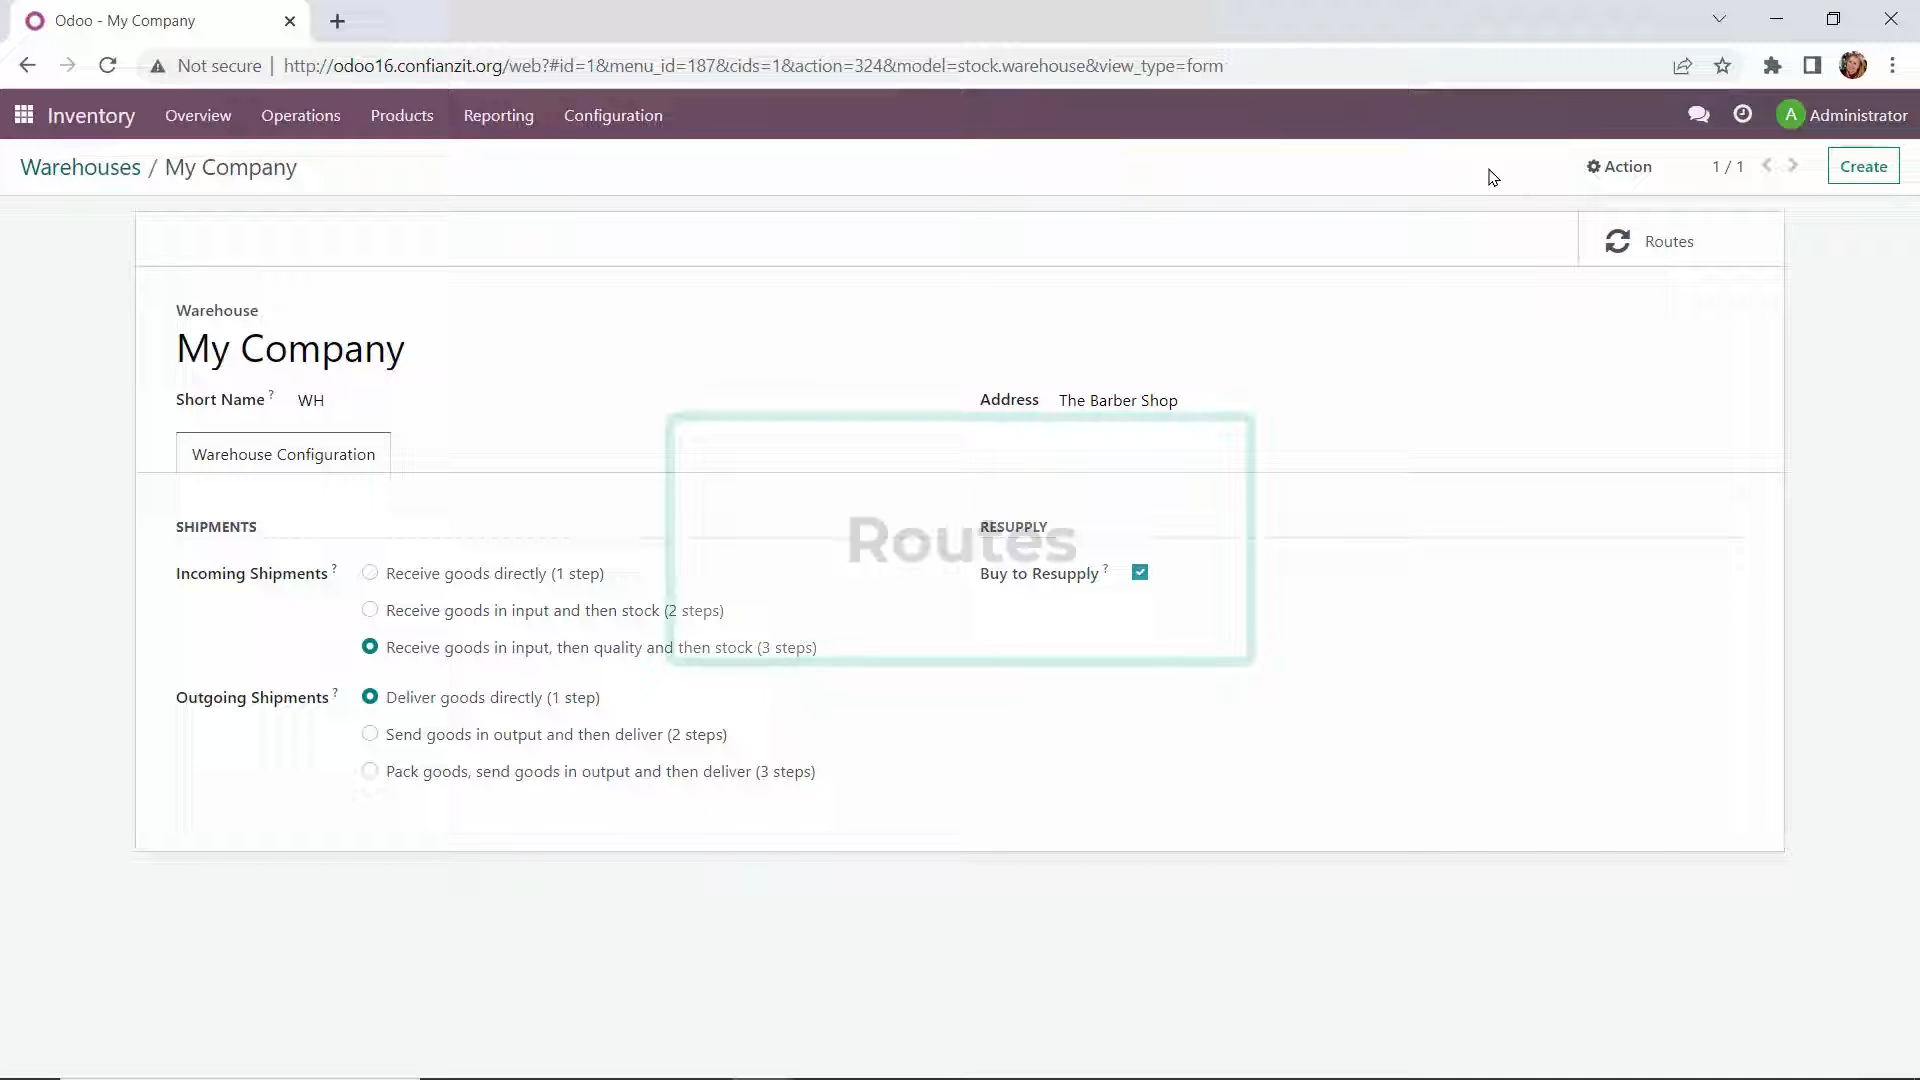 Odoo - My Company
Not secure | http://odoo16.confianzit.org/web?#id=1&menu_id=187&cids=1&action=324&model=stock.warehouse&view_type=form
Inventory Overview Operations Products Reporting Configuration A Administrator
Warehouses / My Company Action 1 / 1 Create
Routes
Warehouse
My Company
Short Name ? WH Address The Barber Shop
Warehouse Configuration
SHIPMENTS RESUPPLY
Routes
Incoming Shipments ? Receive goods directly (1 step) Buy to Resupply ?
Receive goods in input and then stock (2 steps)
Receive goods in input, then quality and then stock (3 steps)
Outgoing Shipments ? Deliver goods directly (1 step)
Send goods in output and then deliver (2 steps)
Pack goods, send goods in output and then deliver (3 steps)